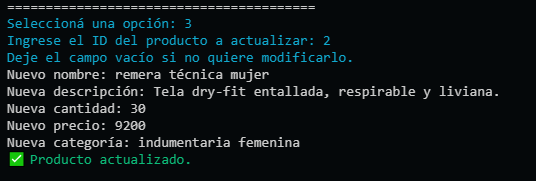 ========================================
Seleccioná una opción: 3
Ingrese el ID del producto a actualizar: 2
Deje el campo vacío si no quiere modificarlo.
Nuevo nombre: remera técnica mujer
Nueva descripción: Tela dry-fit entallada, respirable y liviana.
Nueva cantidad: 30
Nuevo precio: 9200
Nueva categoría: indumentaria femenina
✅ Producto actualizado.